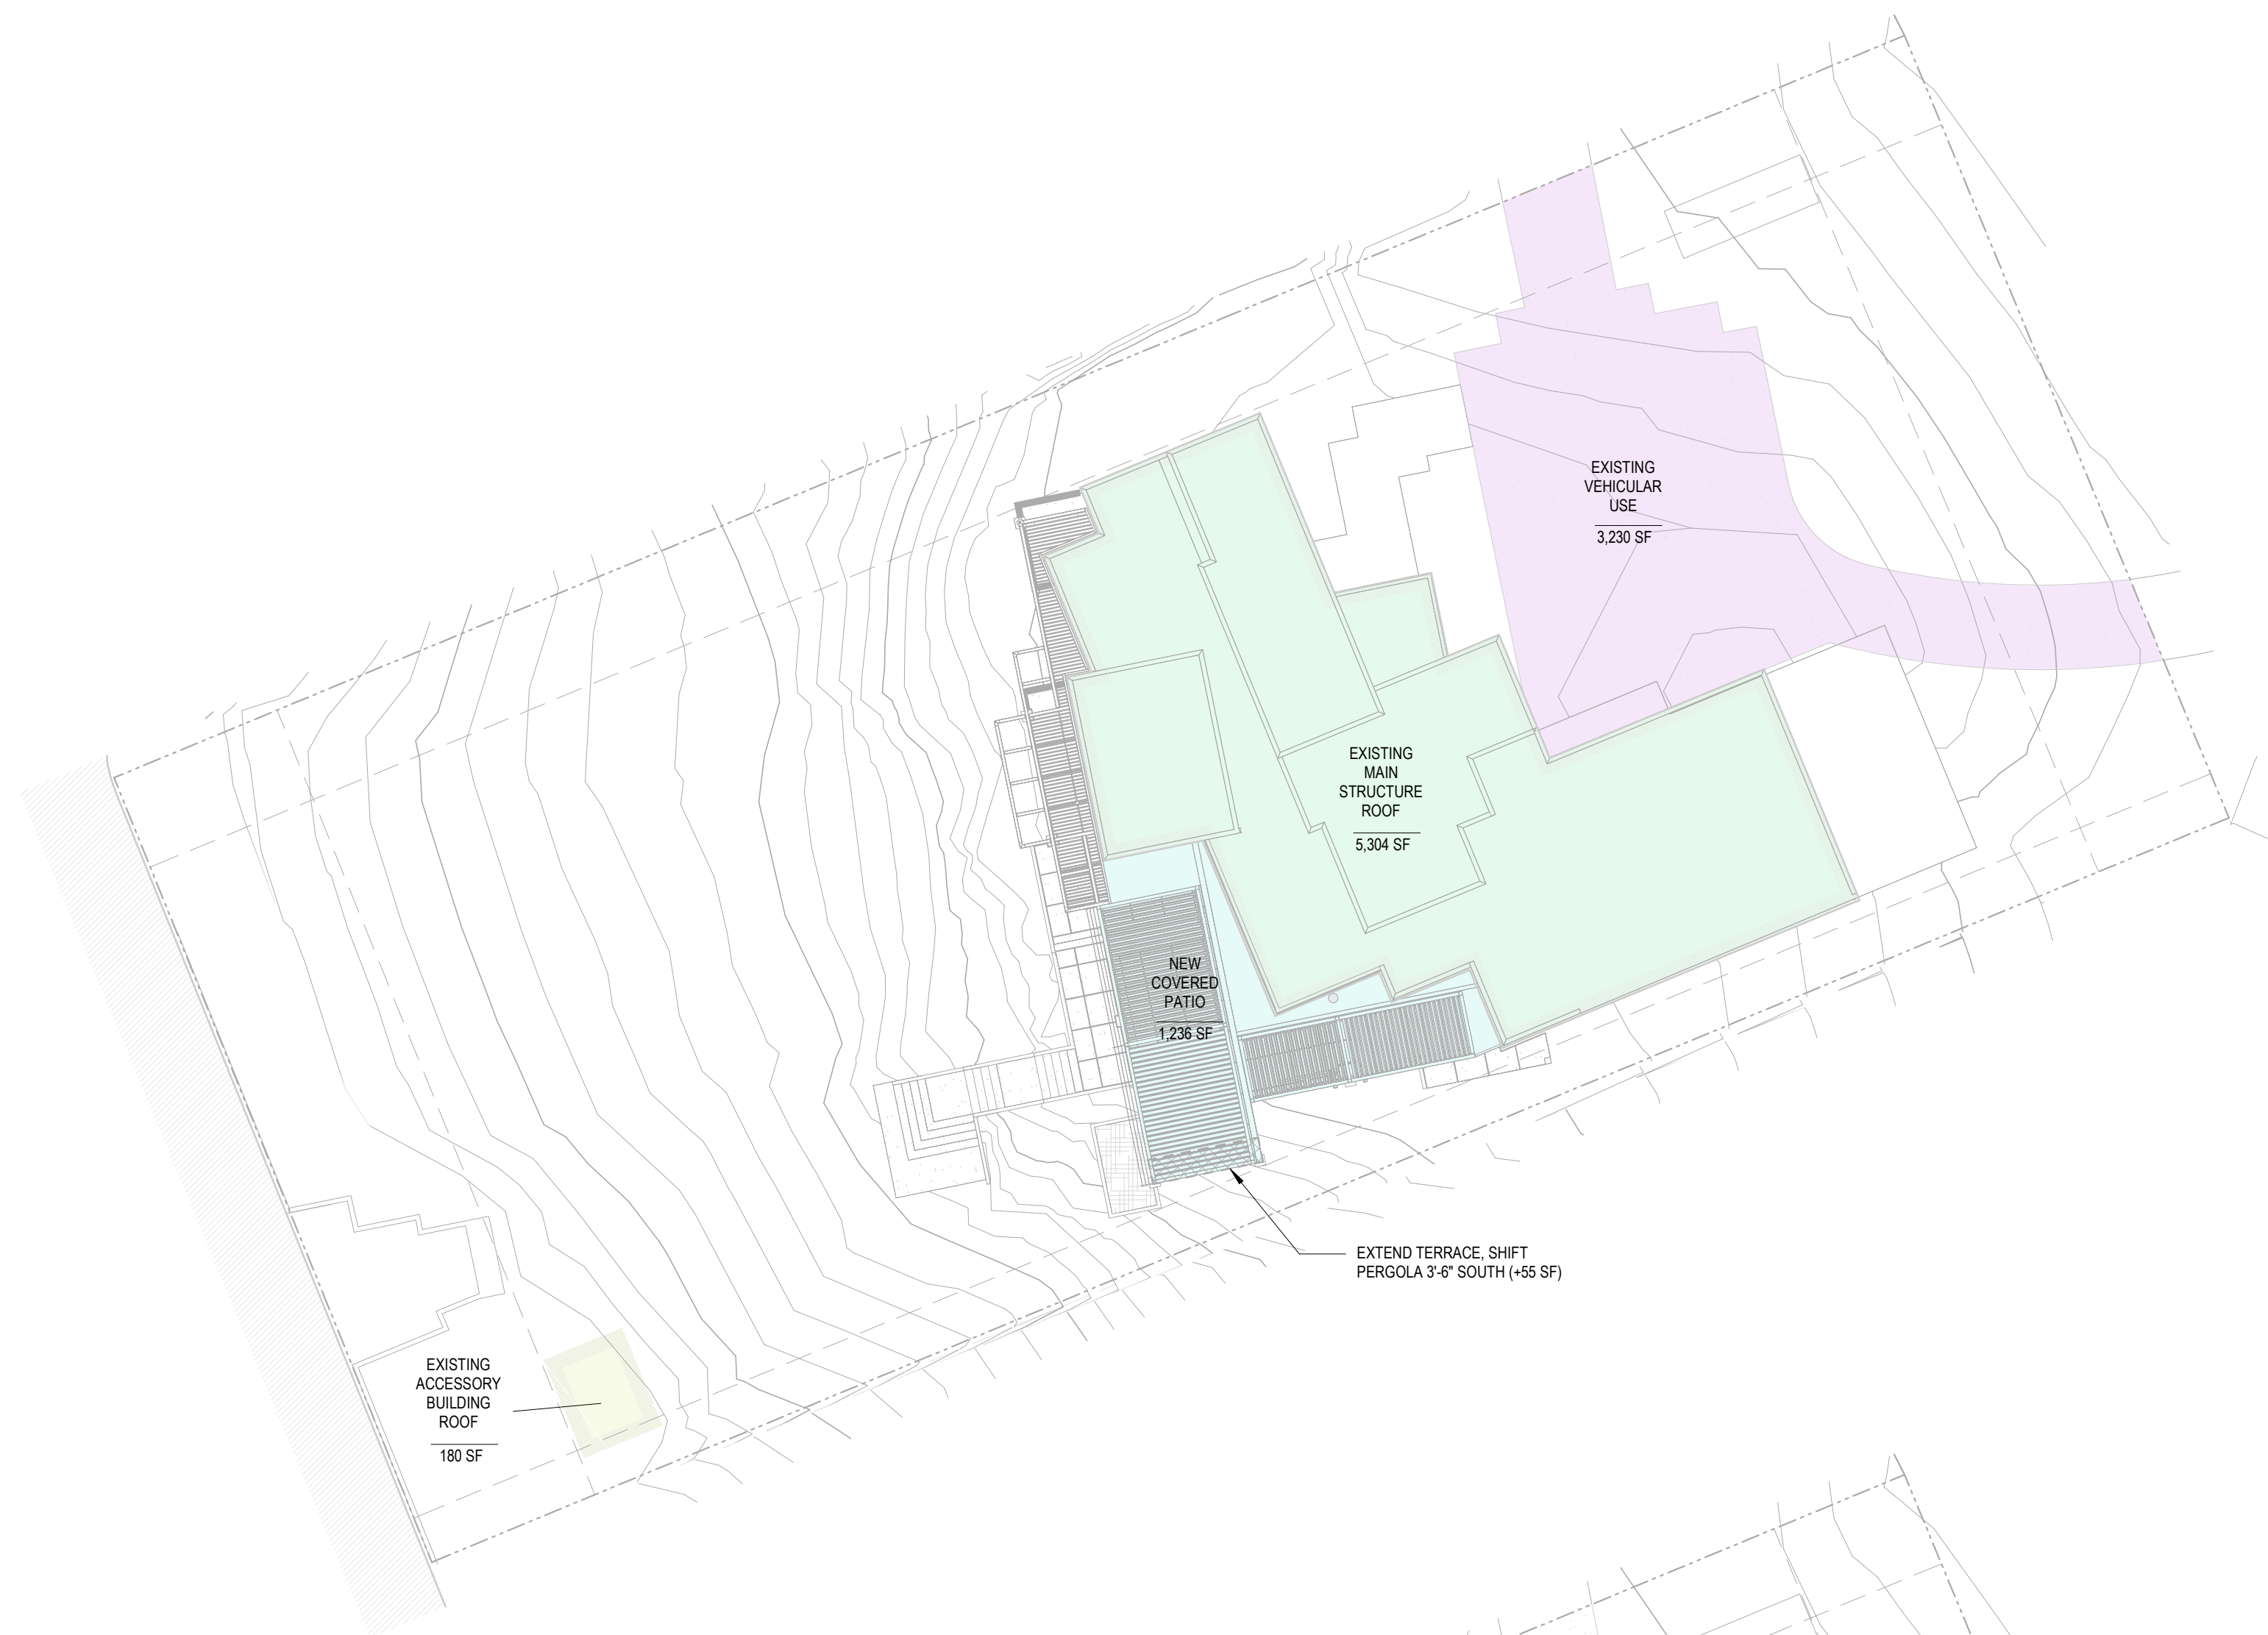 EXISTING
VEHICULAR
USE
3,230 SF
EXISTING
MAIN
STRUCTURE
ROOF
5,304 SF
NEW
COVERED
PATIO
1,236 SF
EXTEND TERRACE, SHIFT
PERGOLA 3'-6" SOUTH (+55 SF)
EXISTING
ACCESSORY
BUILDING
ROOF
180 SF